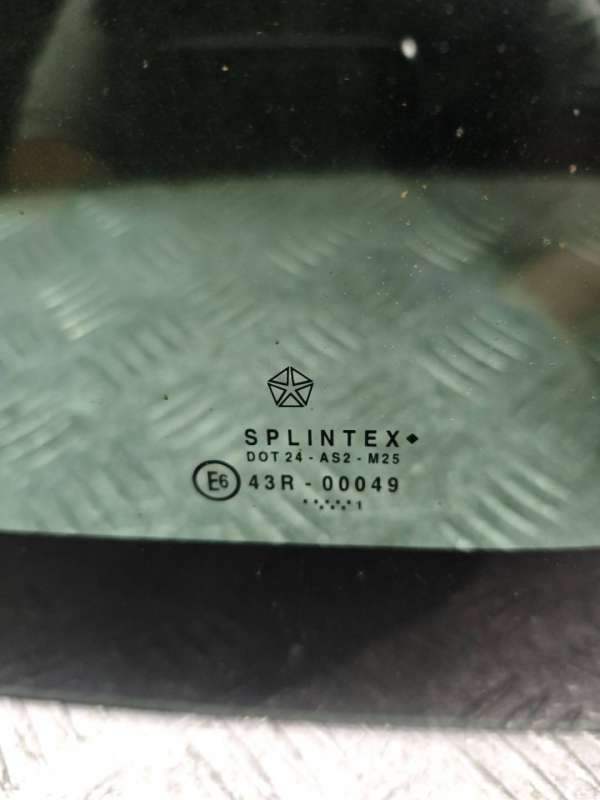 SPLINTEX
DOT 24 - AS2 - M25
E6 43R - 00049
1